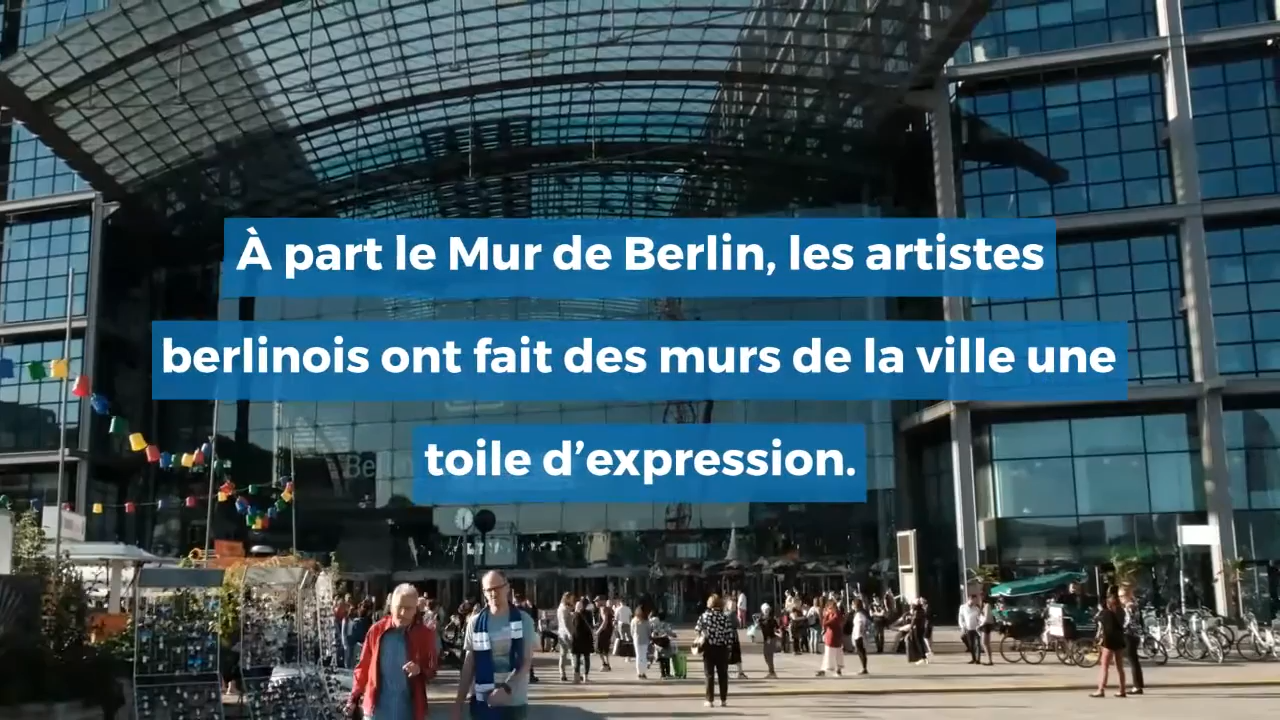 À part le Mur de Berlin, les artistes
berlinois ont fait des murs de la ville une
toile d’expression.